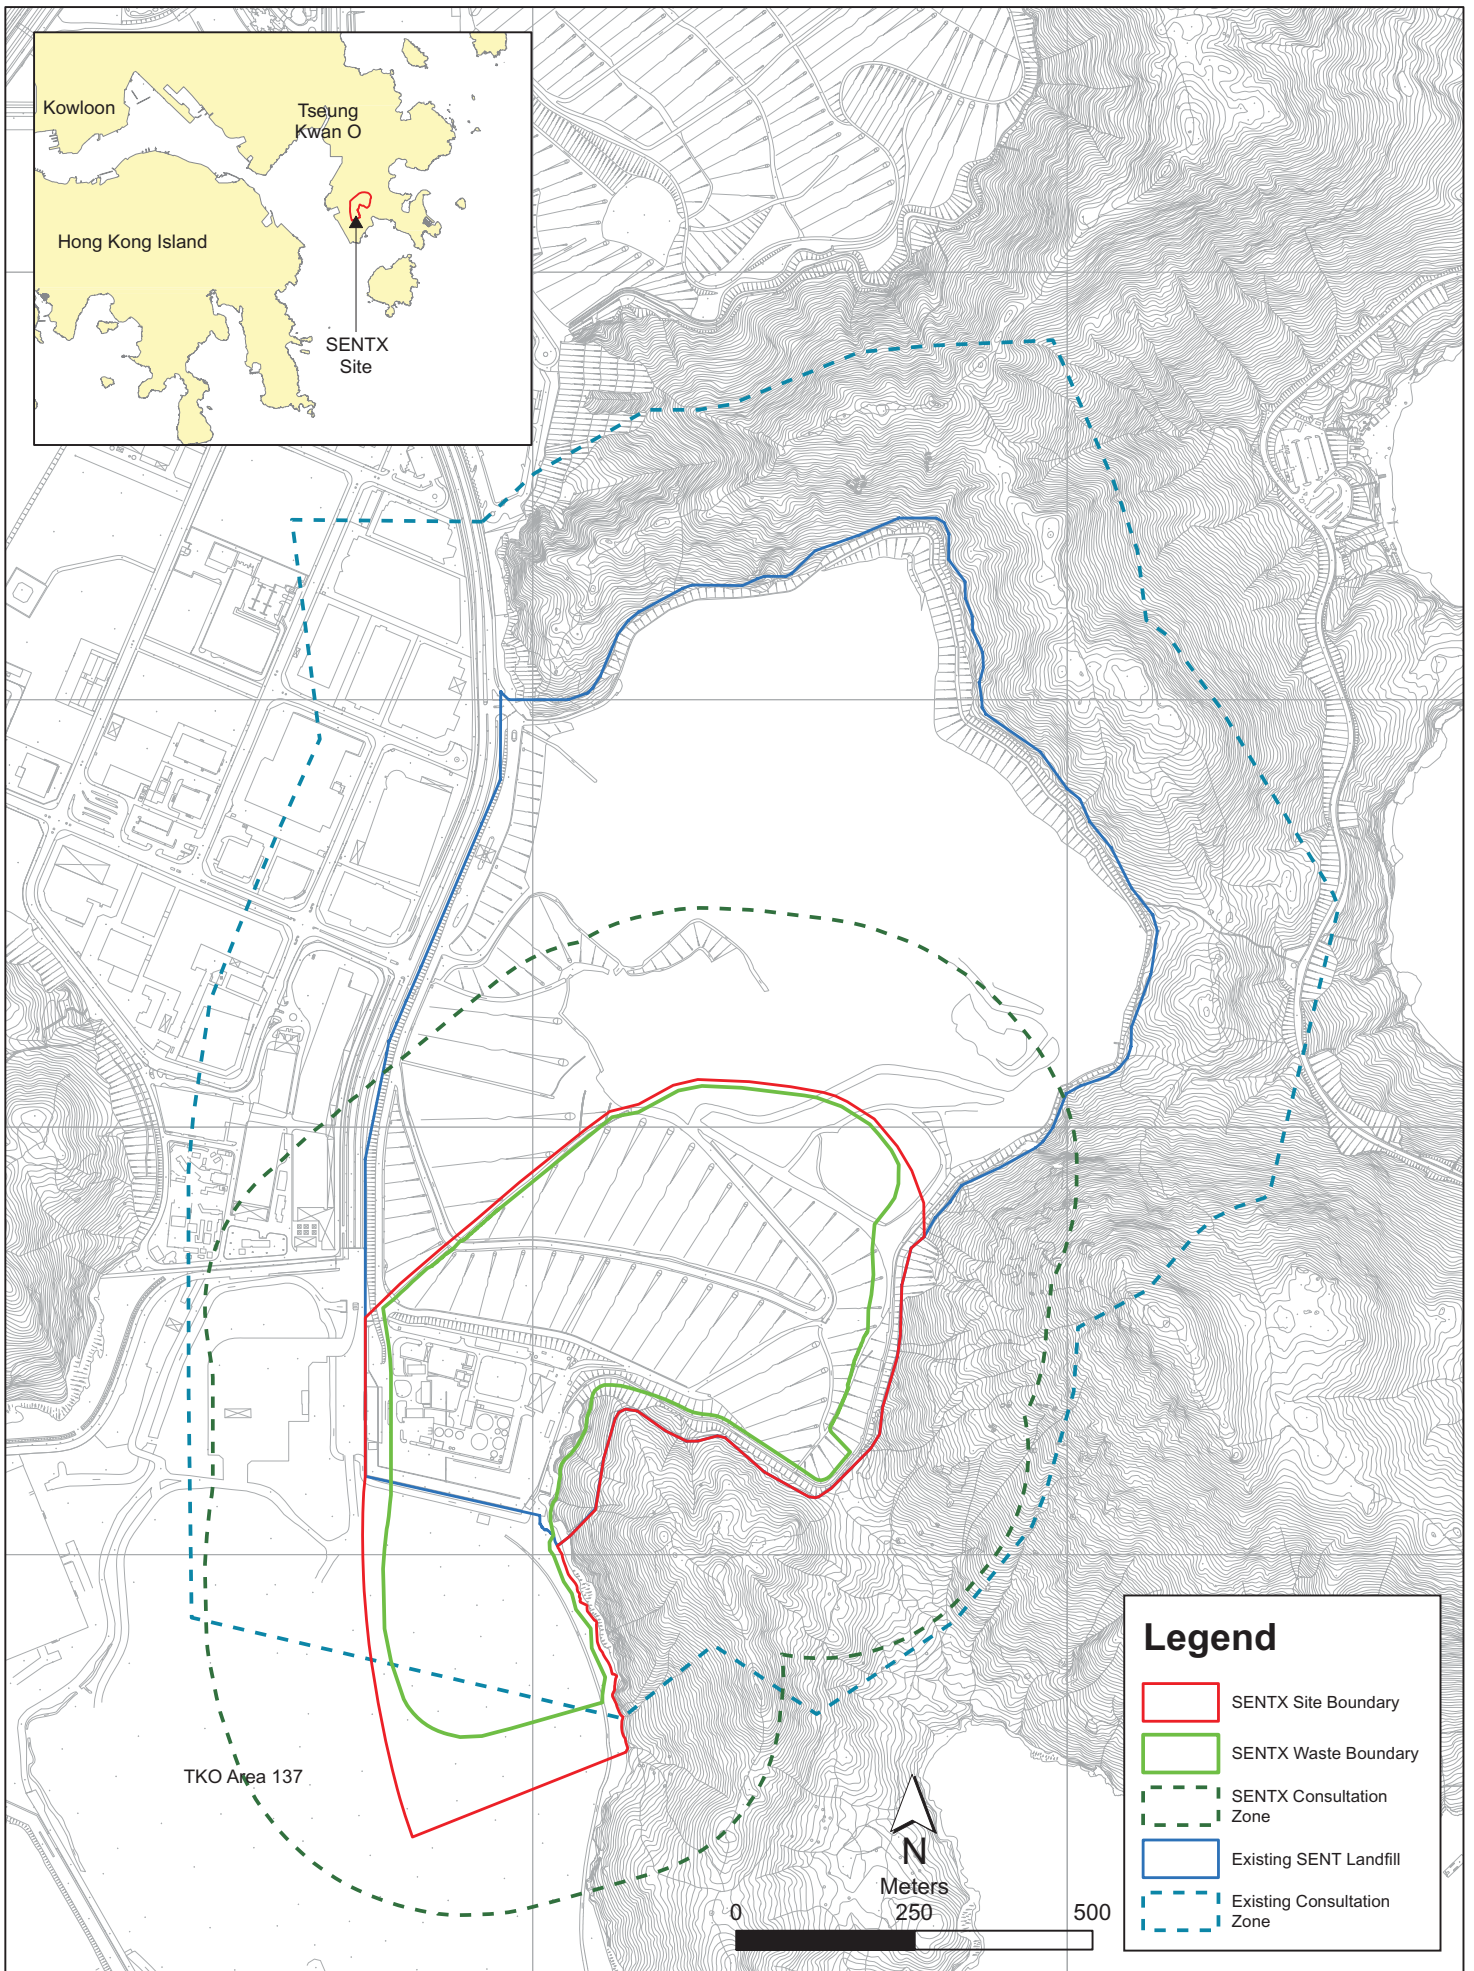 Kowloon
Tseung
Kwan O
Hong Kong Island
SENTX
Site
TKO Area 137
N
Meters
0
250
500
Legend
SENTX Site Boundary
SENTX Waste Boundary
SENTX Consultation
Zone
Existing SENT Landfill
Existing Consultation
Zone